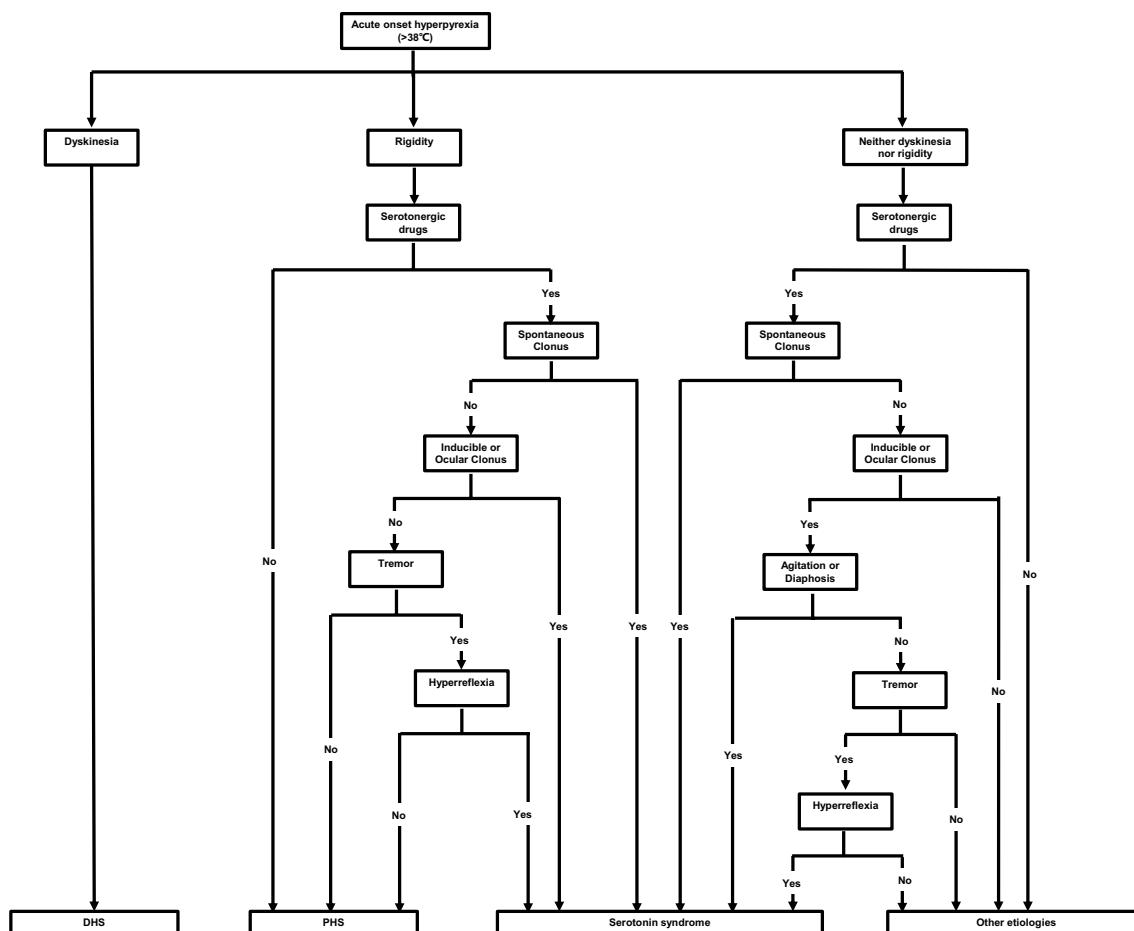 Acute onset hyperpyrexia
(>38℃)
Dyskinesia
Rigidity
Neither dyskinesia
nor rigidity
Serotonergic
drugs
Serotonergic
drugs
Yes
Yes
Spontaneous
Clonus
Spontaneous
Clonus
No
No
Inducible or
Ocular Clonus
Inducible or
Ocular Clonus
No
Yes
No
Tremor
Agitation or
Diaphosis
No
Yes
Yes
Yes
Yes
No
Hyperreflexia
Tremor
No
No
Yes
Yes
No
Yes
Hyperreflexia
No
Yes
No
DHS
PHS
Serotonin syndrome
Other etiologies